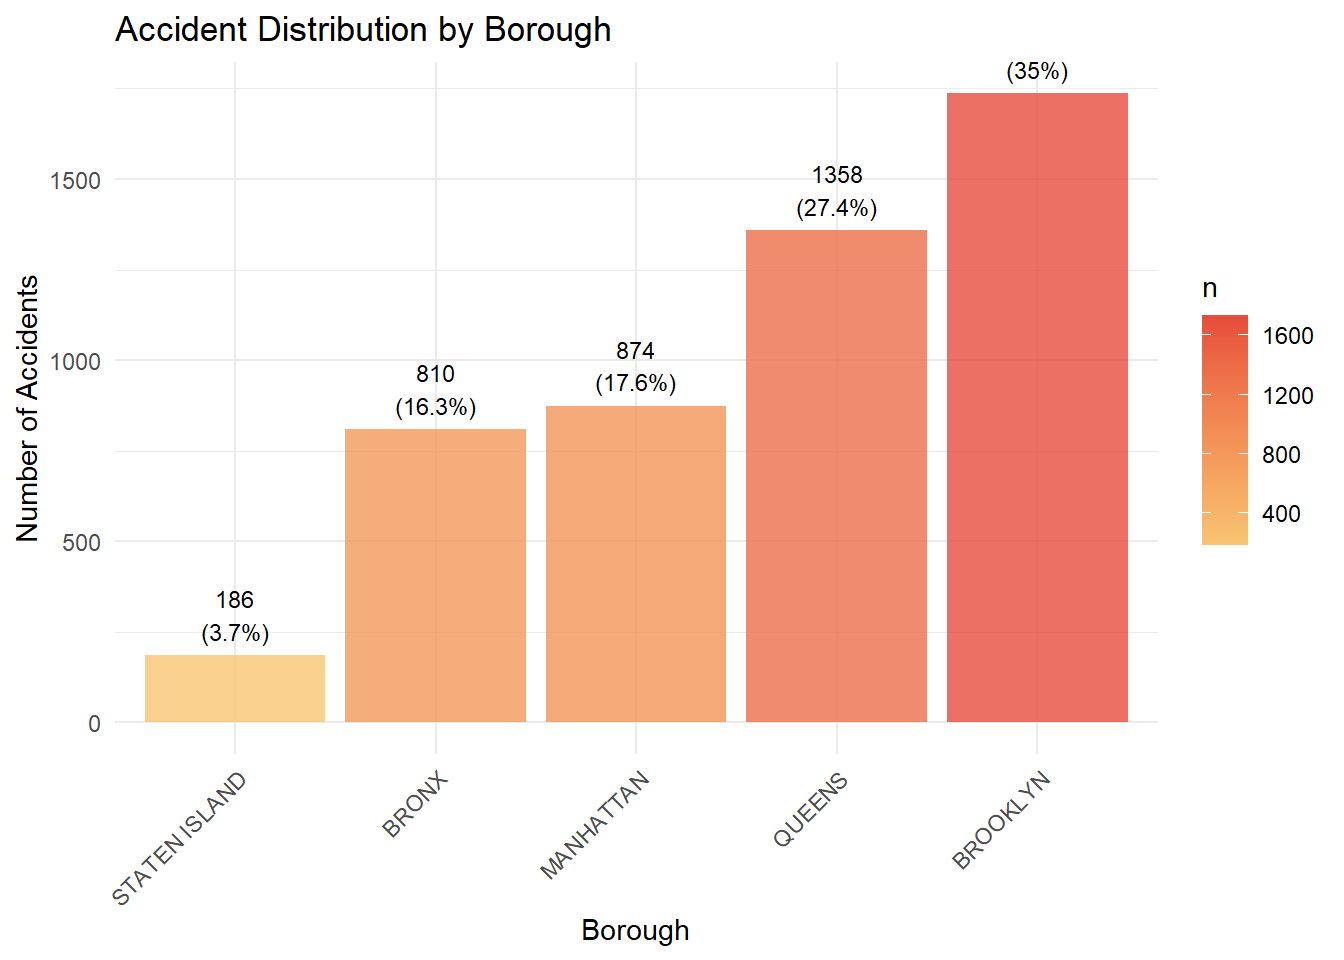 Accident Distribution by Borough
(35%)
1358
(27.4%)
874
(17.6%)
810
(16.3%)
186
(3.7%)
1500
1000
500
0
Number of Accidents
STATEN ISLAND
BRONX
MANHATTAN
QUEENS
BROOKLYN
Borough
n
1600
1200
800
400